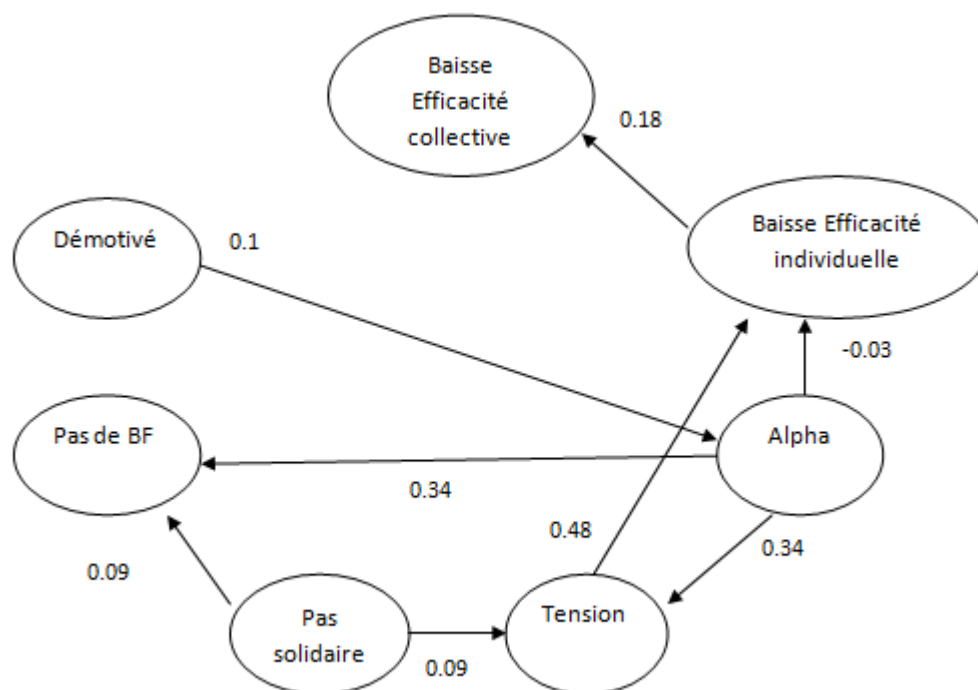 Baisse
Efficacité
collective
0.18
Baisse Efficacité
individuelle
Démotivé
0.1
-0.03
Pas de BF
Alpha
0.34
0.48
0.34
0.09
Pas
solidaire
Tension
0.09